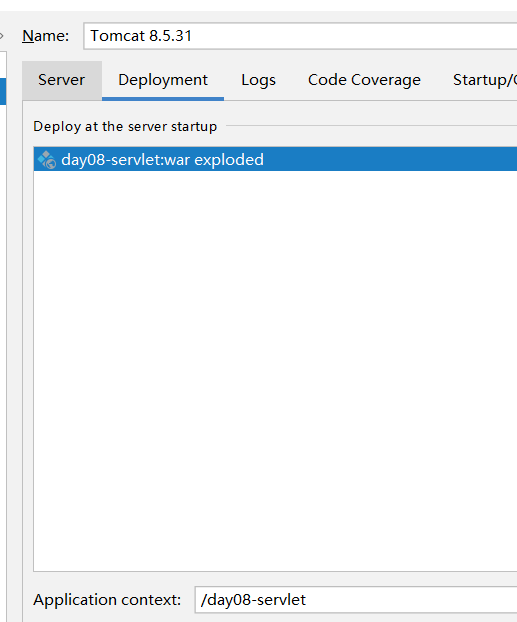 Name: Tomcat 8.5.31
Server Deployment Logs Code Coverage Startup/
Deploy at the server startup
day08-servlet:war exploded
Application context: /day08-servlet